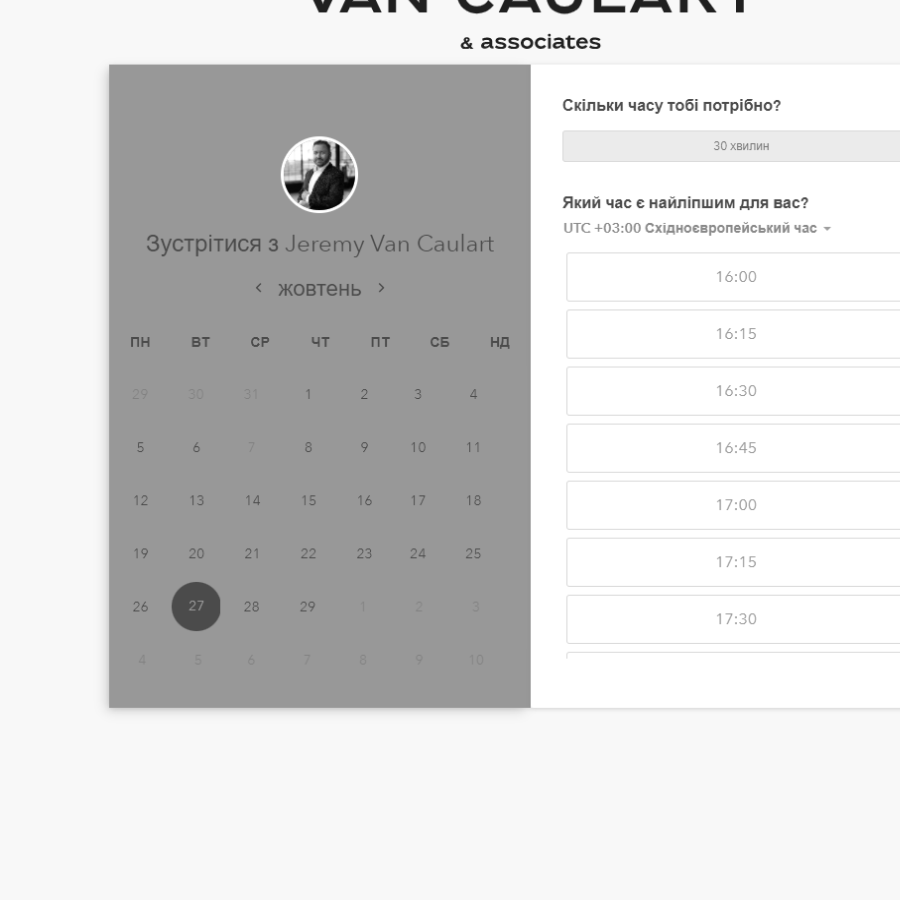 VAN CAULART
& associates
Зустрітися з Jeremy Van Caulart
жовтень
ПН ВТ СР ЧТ ПТ СБ НД
29 30 31 1 2 3 4
5 6 7 8 9 10 11
12 13 14 15 16 17 18
19 20 21 22 23 24 25
26 27 28 29 1 2 3
4 5 6 7 8 9 10
Скільки часу тобі потрібно?
30 хвилин
Який час є найліпшим для вас?
UTC +03:00 Східноєвропейський час
16:00
16:15
16:30
16:45
17:00
17:15
17:30